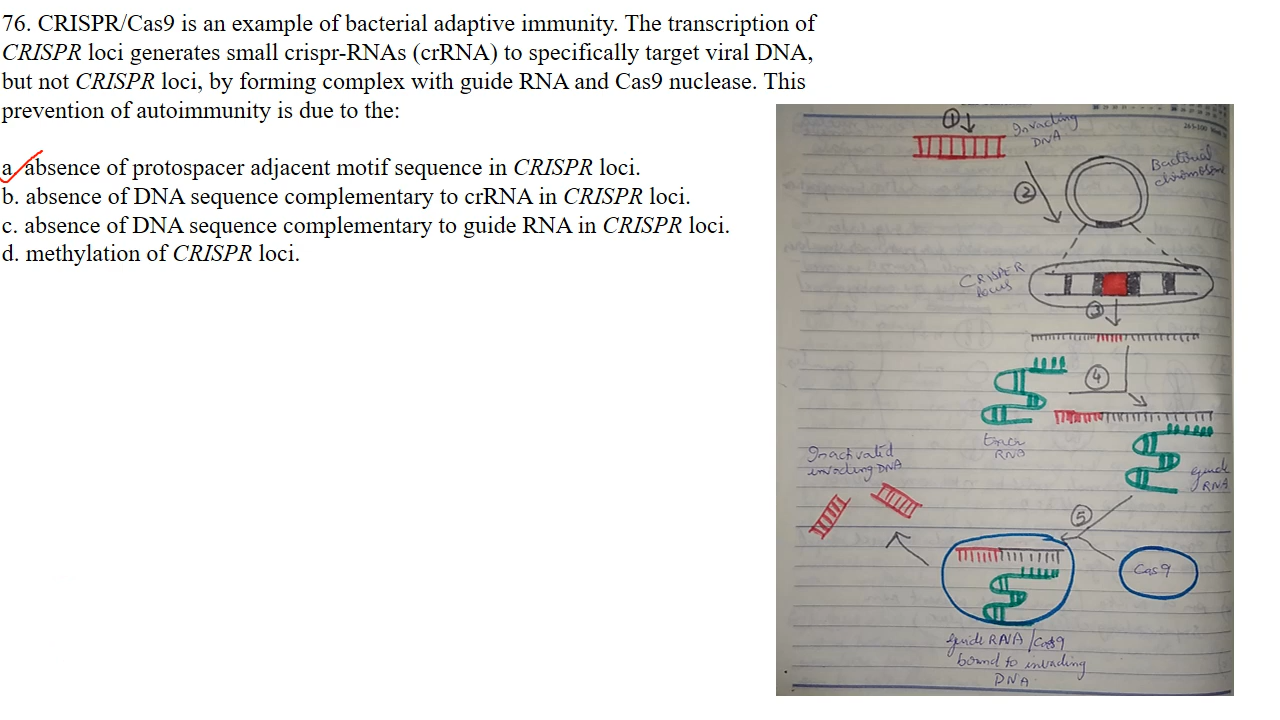 76. CRISPR/Cas9 is an example of bacterial adaptive immunity. The transcription of
CRISPR loci generates small crispr-RNAs (crRNA) to specifically target viral DNA,
but not CRISPR loci, by forming complex with guide RNA and Cas9 nuclease. This
prevention of autoimmunity is due to the:
a. absence of protospacer adjacent motif sequence in CRISPR loci.
b. absence of DNA sequence complementary to crRNA in CRISPR loci.
c. absence of DNA sequence complementary to guide RNA in CRISPR loci.
d. methylation of CRISPR loci.
1
Invading
DNA
Bacterial
chromosome
2
CRISPER
locus
3
4
tracr
RNA
guide
RNA
Inactivated
invading DNA
5
Cas9
guide RNA/Cas9
bound to invading
DNA